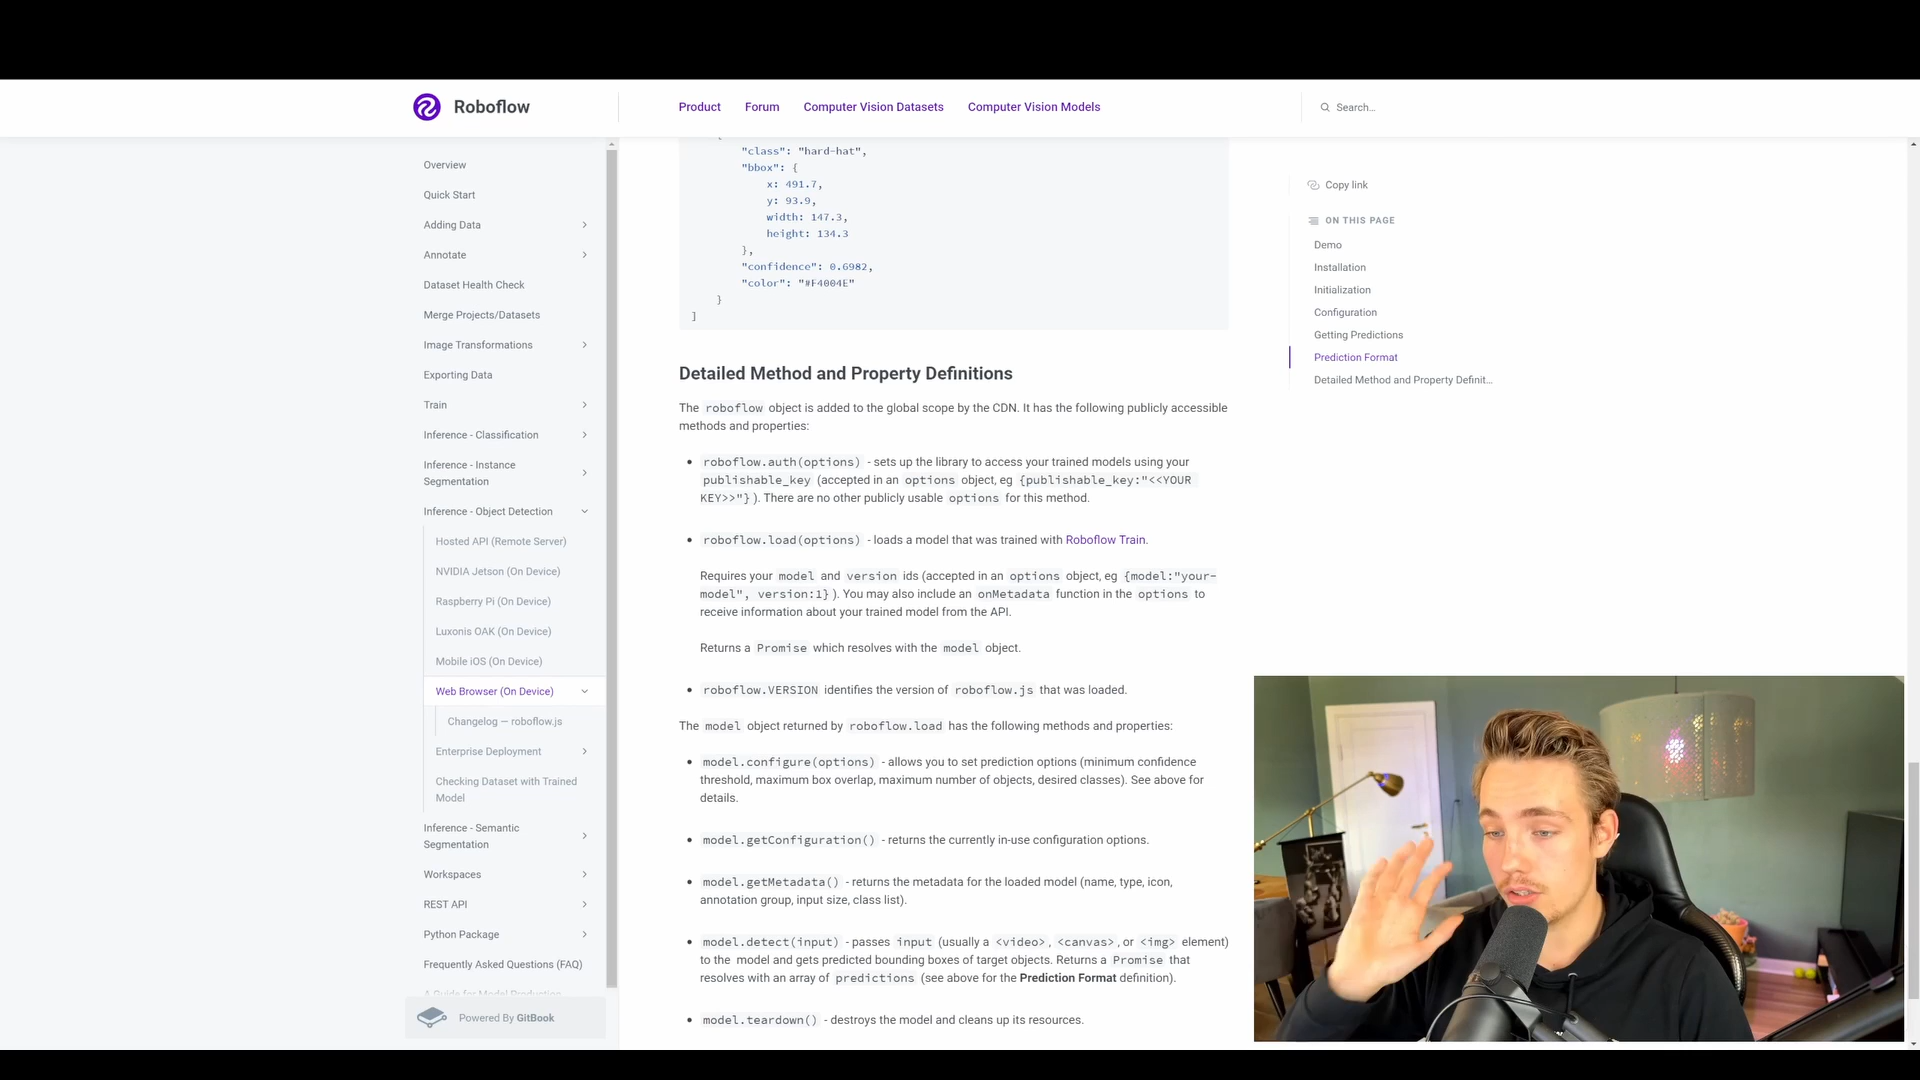 Roboflow
Product
Forum
Computer Vision Datasets
Computer Vision Models
Search...
Overview
Quick Start
Adding Data
Annotate
Dataset Health Check
Merge Projects/Datasets
Image Transformations
Exporting Data
Train
Inference - Classification
Inference - Instance
Segmentation
Inference - Object Detection
Hosted API (Remote Server)
NVIDIA Jetson (On Device)
Raspberry Pi (On Device)
Luxonis OAK (On Device)
Mobile iOS (On Device)
Web Browser (On Device)
Changelog — roboflow.js
Enterprise Deployment
Checking Dataset with Trained
Model
Inference - Semantic
Segmentation
Workspaces
REST API
Python Package
Frequently Asked Questions (FAQ)
A Guide for Model Production
Powered By GitBook
{
"class": "hard-hat",
"bbox": {
x: 491.7,
y: 93.9,
width: 147.3,
height: 134.3
},
"confidence": 0.6982,
"color": "#F4004E"
}
]
Detailed Method and Property Definitions
The roboflow object is added to the global scope by the CDN. It has the following publicly accessible
methods and properties:
• roboflow.auth(options) - sets up the library to access your trained models using your
publishable_key (accepted in an options object, eg {publishable_key:"<<YOUR
KEY>>"}). There are no other publicly usable options for this method.
• roboflow.load(options) - loads a model that was trained with Roboflow Train.
Requires your model and version ids (accepted in an options object, eg {model:"your-
model", version:1}). You may also include an onMetadata function in the options to
receive information about your trained model from the API.
Returns a Promise which resolves with the model object.
• roboflow.VERSION identifies the version of roboflow.js that was loaded.
The model object returned by roboflow.load has the following methods and properties:
• model.configure(options) - allows you to set prediction options (minimum confidence
threshold, maximum box overlap, maximum number of objects, desired classes). See above for
details.
• model.getConfiguration() - returns the currently in-use configuration options.
• model.getMetadata() - returns the metadata for the loaded model (name, type, icon,
annotation group, input size, class list).
• model.detect(input) - passes input (usually a <video>, <canvas>, or <img> element)
to the model and gets predicted bounding boxes of target objects. Returns a Promise that
resolves with an array of predictions (see above for the Prediction Format definition).
• model.teardown() - destroys the model and cleans up its resources.
Copy link
ON THIS PAGE
Demo
Installation
Initialization
Configuration
Getting Predictions
Prediction Format
Detailed Method and Property Definit...